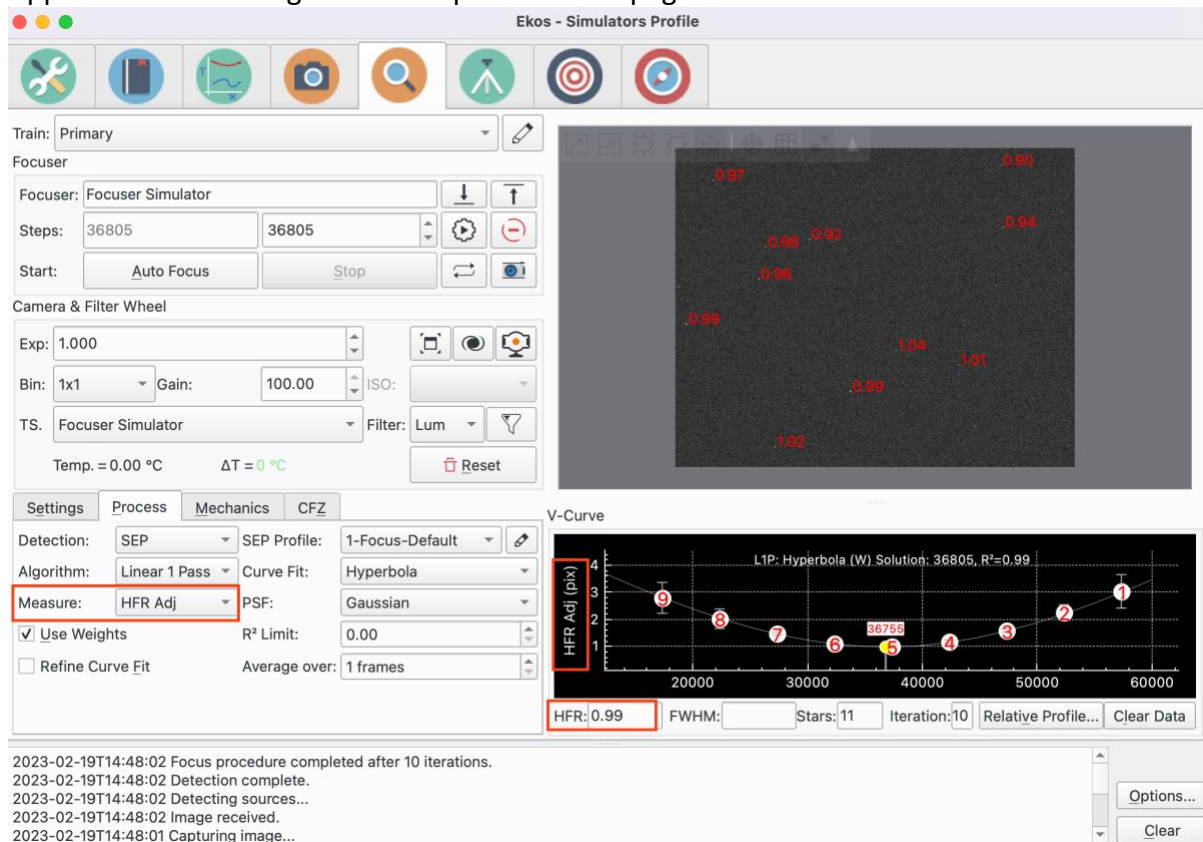 Ekos - Simulators Profile
Train: Primary
Focuser
Focuser: Focuser Simulator
Steps: 36805 36805
Start: Auto Focus Stop
Camera & Filter Wheel
Exp: 1.000
Bin: 1x1 Gain: 100.00 ISO:
TS. Focuser Simulator Filter: Lum
Temp. = 0.00 °C ΔT = 0 °C Reset
Settings Process Mechanics CFZ
Detection: SEP SEP Profile: 1-Focus-Default
Algorithm: Linear 1 Pass Curve Fit: Hyperbola
Measure: HFR Adj PSF: Gaussian
Use Weights R² Limit: 0.00
Refine Curve Fit Average over: 1 frames
0.90
0.97
0.94
0.92
0.98
0.96
0.99
1.04
1.01
0.99
1.02
V-Curve
L1P: Hyperbola (W) Solution: 36805, R²=0.99
HFR Adj (pix)
4
3
2
1
9 8 7 6 5 4 3 2 1
36755
20000 30000 40000 50000 60000
HFR: 0.99 FWHM: Stars: 11 Iteration: 10 Relative Profile... Clear Data
2023-02-19T14:48:02 Focus procedure completed after 10 iterations.
2023-02-19T14:48:02 Detection complete.
2023-02-19T14:48:02 Detecting sources...
2023-02-19T14:48:02 Image received.
2023-02-19T14:48:01 Capturing image...
Options...
Clear